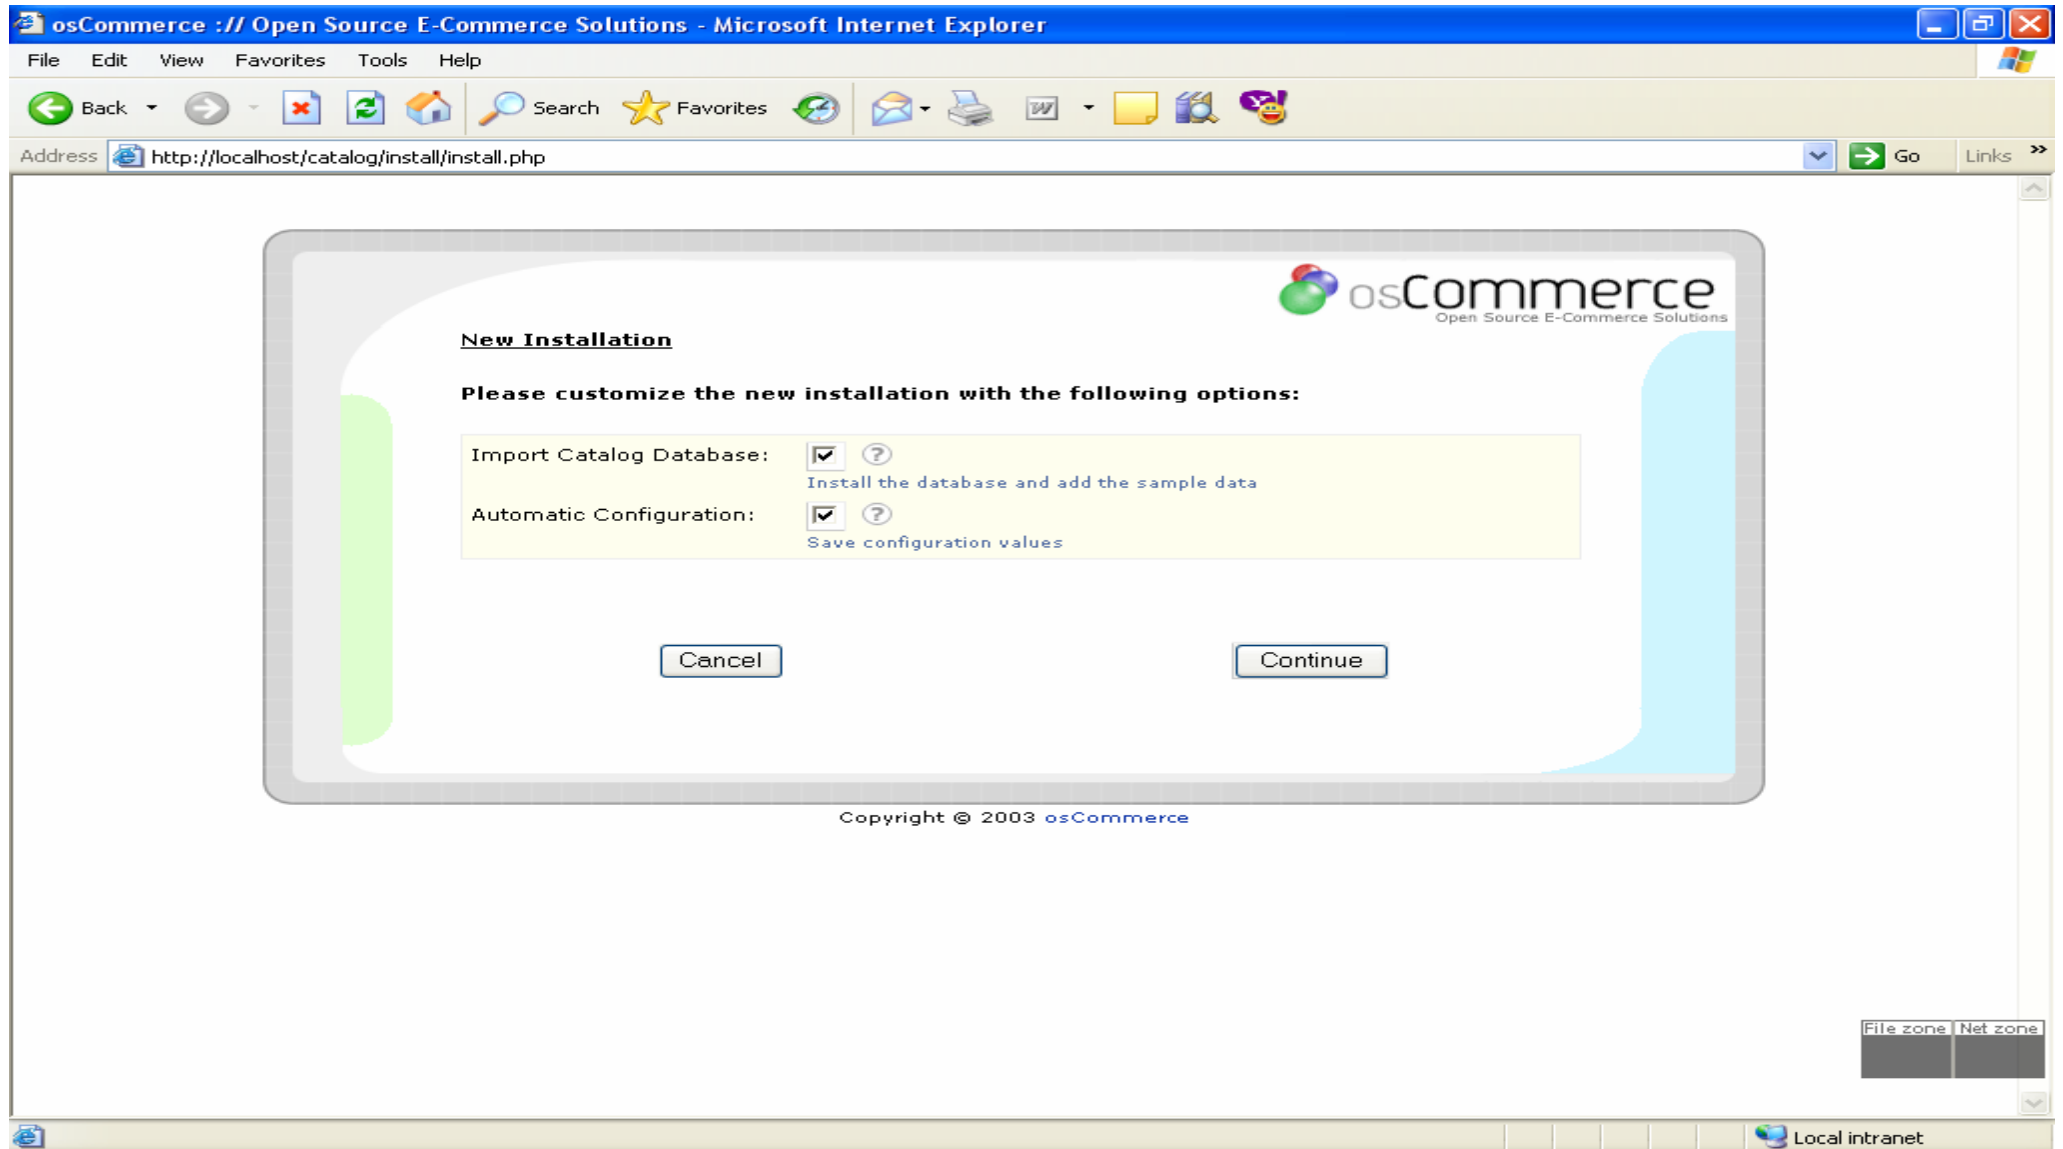 osCommerce :// Open Source E-Commerce Solutions - Microsoft Internet Explorer
File Edit View Favorites Tools Help
Back Search Favorites W Y!
Address http://localhost/catalog/install/install.php Go Links »
osCommerce
Open Source E-Commerce Solutions
New Installation
Please customize the new installation with the following options:
Import Catalog Database: ?
Install the database and add the sample data
Automatic Configuration: ?
Save configuration values
Cancel Continue
Copyright © 2003 osCommerce
File zone Net zone
Local intranet